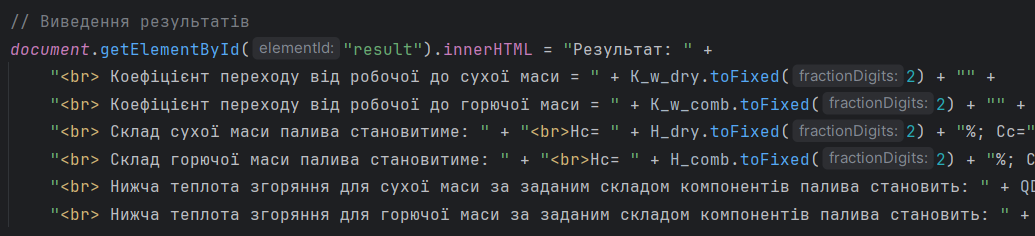 // Виведення результатів
document.getElementById( elementId: "result").innerHTML = "Результат: " +
"<br> Коефіцієнт переходу від робочої до сухої маси = " + K_w_dry.toFixed( fractionDigits: 2) + "" +
"<br> Коефіцієнт переходу від робочої до горючої маси = " + K_w_comb.toFixed( fractionDigits: 2) + "" +
"<br> Склад сухої маси палива становитиме: " + "<br>Hc= " + H_dry.toFixed( fractionDigits: 2) + "%; Cc="
"<br> Склад горючої маси палива становитиме: " + "<br>Hc= " + H_comb.toFixed( fractionDigits: 2) + "%; C
"<br> Нижча теплота згоряння для сухої маси за заданим складом компонентів палива становить: " + Q
"<br> Нижча теплота згоряння для горючої маси за заданим складом компонентів палива становить: " +